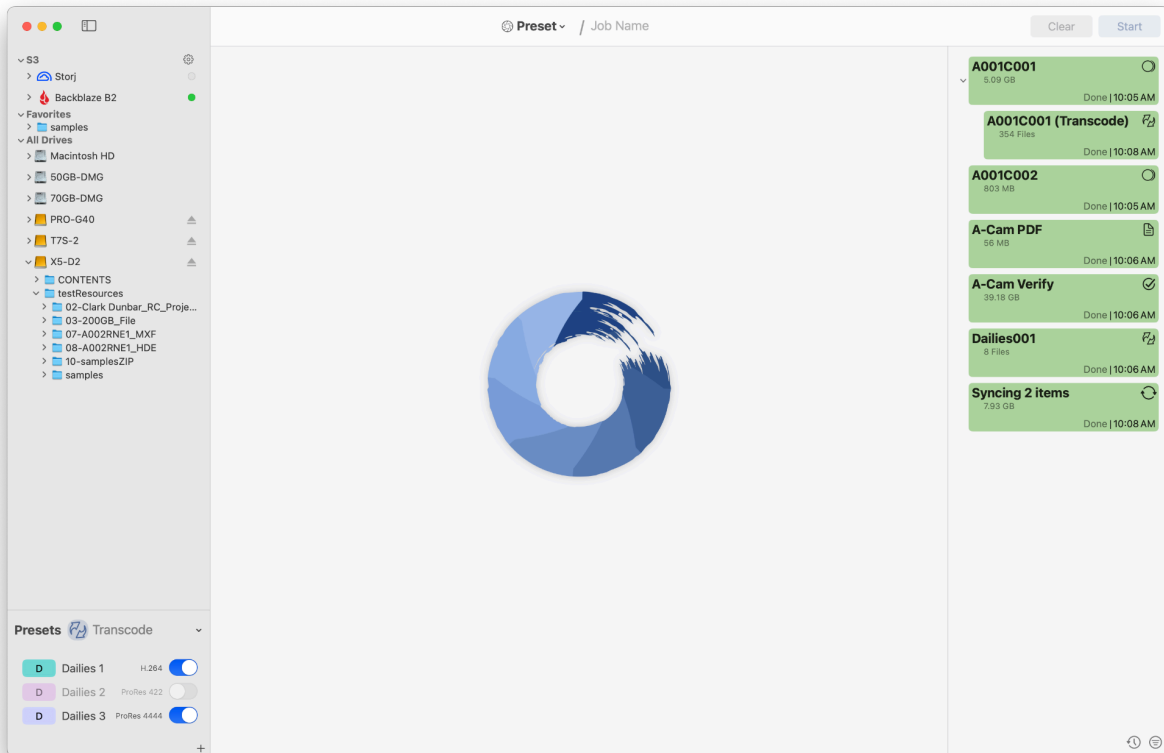 Preset
/ Job Name
Clear
Start
S3
Storj
Backblaze B2
Favorites
samples
All Drives
Macintosh HD
50GB-DMG
70GB-DMG
PRO-G40
T7S-2
X5-D2
CONTENTS
testResources
02-Clark Dunbar_RC_Proje...
03-200GB_File
07-A002RNE1_MXF
08-A002RNE1_HDE
10-samplesZIP
samples
Presets Transcode
D Dailies 1 H.264
D Dailies 2 ProRes 422
D Dailies 3 ProRes 4444
+
A001C001
5.09 GB
Done | 10:05 AM
A001C001 (Transcode)
354 Files
Done | 10:08 AM
A001C002
803 MB
Done | 10:05 AM
A-Cam PDF
56 MB
Done | 10:06 AM
A-Cam Verify
39.18 GB
Done | 10:06 AM
Dailies001
8 Files
Done | 10:06 AM
Syncing 2 items
7.93 GB
Done | 10:08 AM